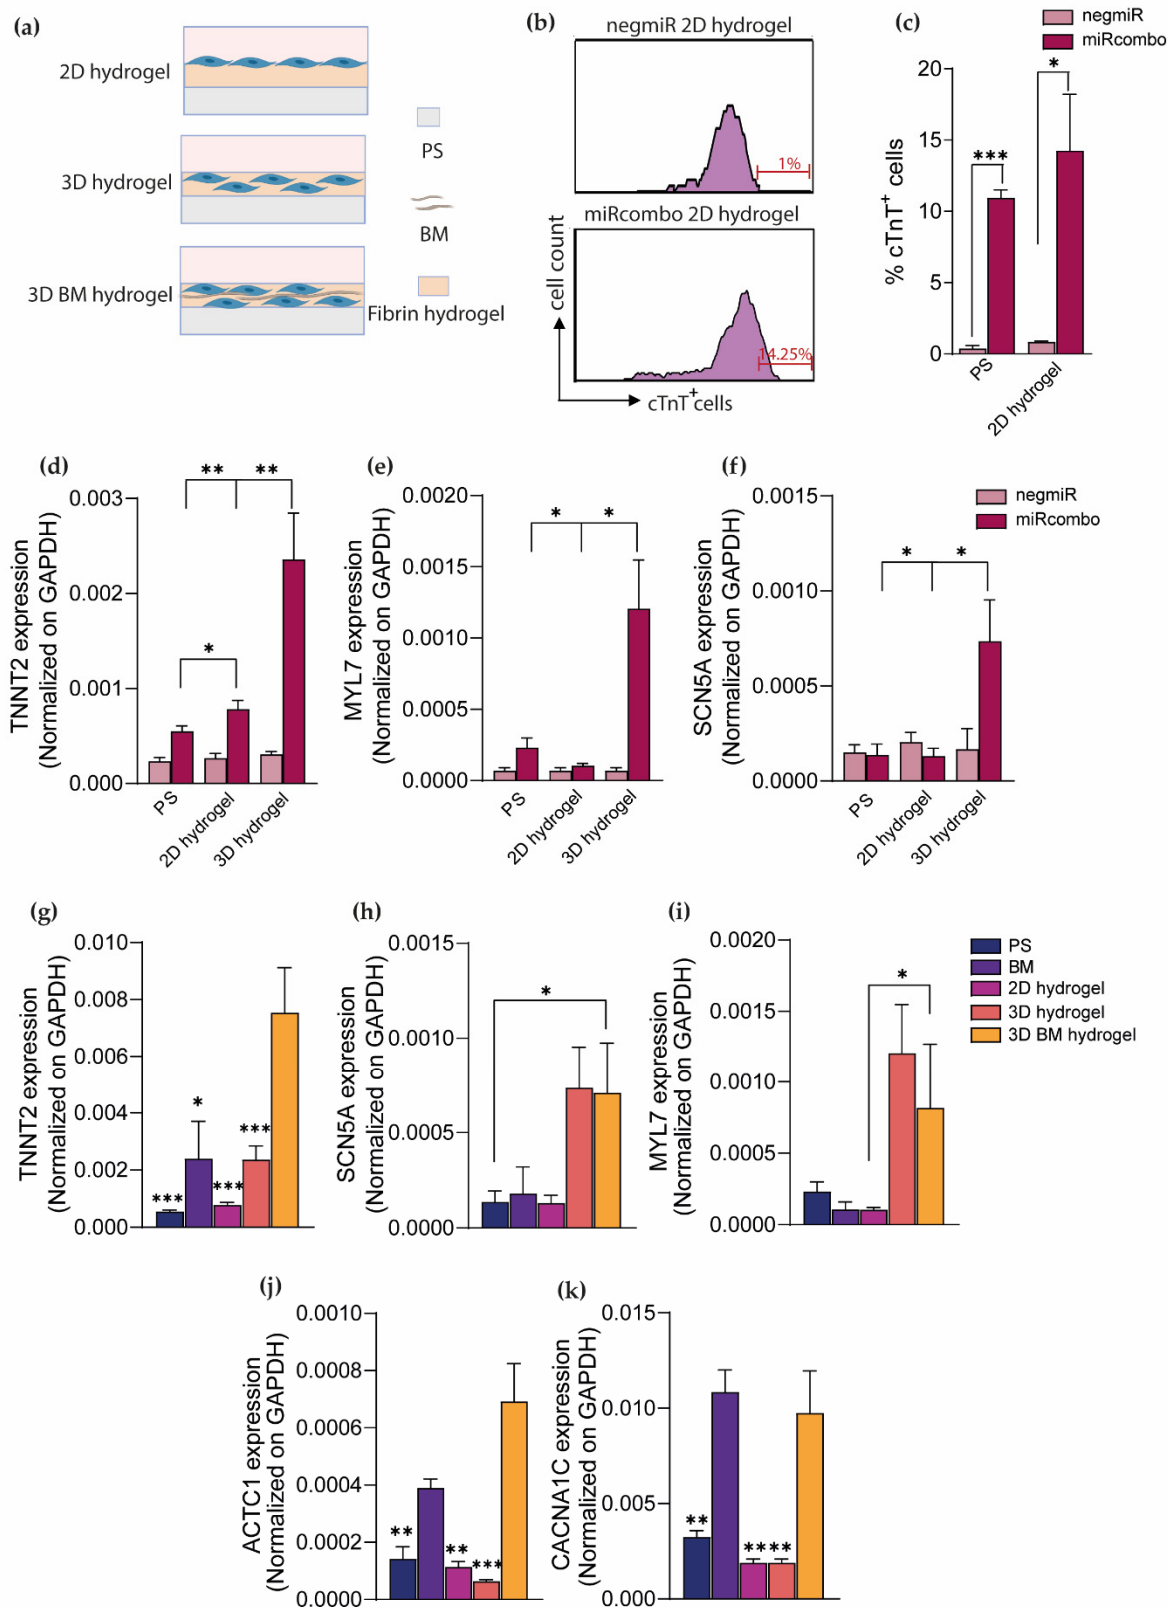 (a)
2D hydrogel
3D hydrogel
3D BM hydrogel
PS
BM
Fibrin hydrogel
(b)
negmiR 2D hydrogel
1%
miRcombo 2D hydrogel
14.25%
cell count
cTnT+cells
(c)
negmiR
miRcombo
% cTnT+ cells
20
15
10
5
0
***
*
PS
2D hydrogel
(d)
TNNT2 expression
(Normalized on GAPDH)
0.003
0.002
0.001
0.000
**
**
*
PS
2D hydrogel
3D hydrogel
(e)
MYL7 expression
(Normalized on GAPDH)
0.0020
0.0015
0.0010
0.0005
0.0000
*
*
PS
2D hydrogel
3D hydrogel
(f)
SCN5A expression
(Normalized on GAPDH)
0.0015
0.0010
0.0005
0.0000
*
*
PS
2D hydrogel
3D hydrogel
negmiR
miRcombo
(g)
TNNT2 expression
(Normalized on GAPDH)
0.010
0.008
0.006
0.004
0.002
0.000
***
*
***
***
(h)
SCN5A expression
(Normalized on GAPDH)
0.0015
0.0010
0.0005
0.0000
*
(i)
MYL7 expression
(Normalized on GAPDH)
0.0020
0.0015
0.0010
0.0005
0.0000
*
PS
BM
2D hydrogel
3D hydrogel
3D BM hydrogel
(j)
ACTC1 expression
(Normalized on GAPDH)
0.0010
0.0008
0.0006
0.0004
0.0002
0.0000
**
**
***
(k)
CACNA1C expression
(Normalized on GAPDH)
0.015
0.010
0.005
0.000
**
**
**